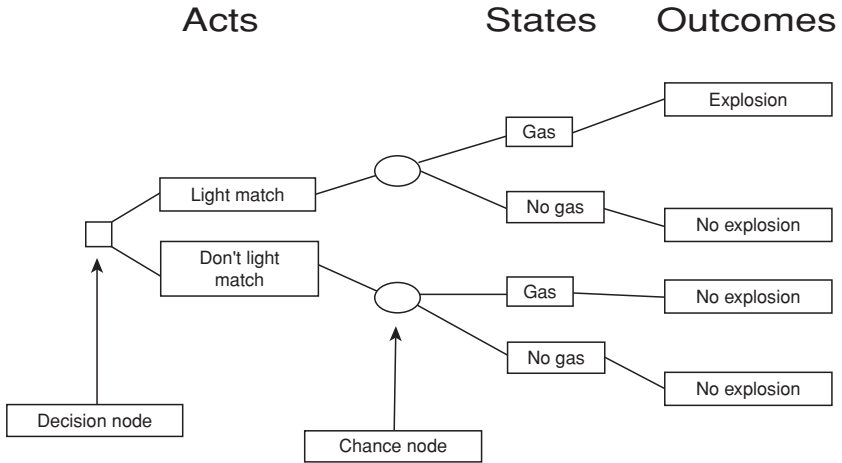 Acts
States
Outcomes
Explosion
Gas
Light match
No gas
No explosion
Don't light
match
Gas
No explosion
No gas
No explosion
Decision node
Chance node